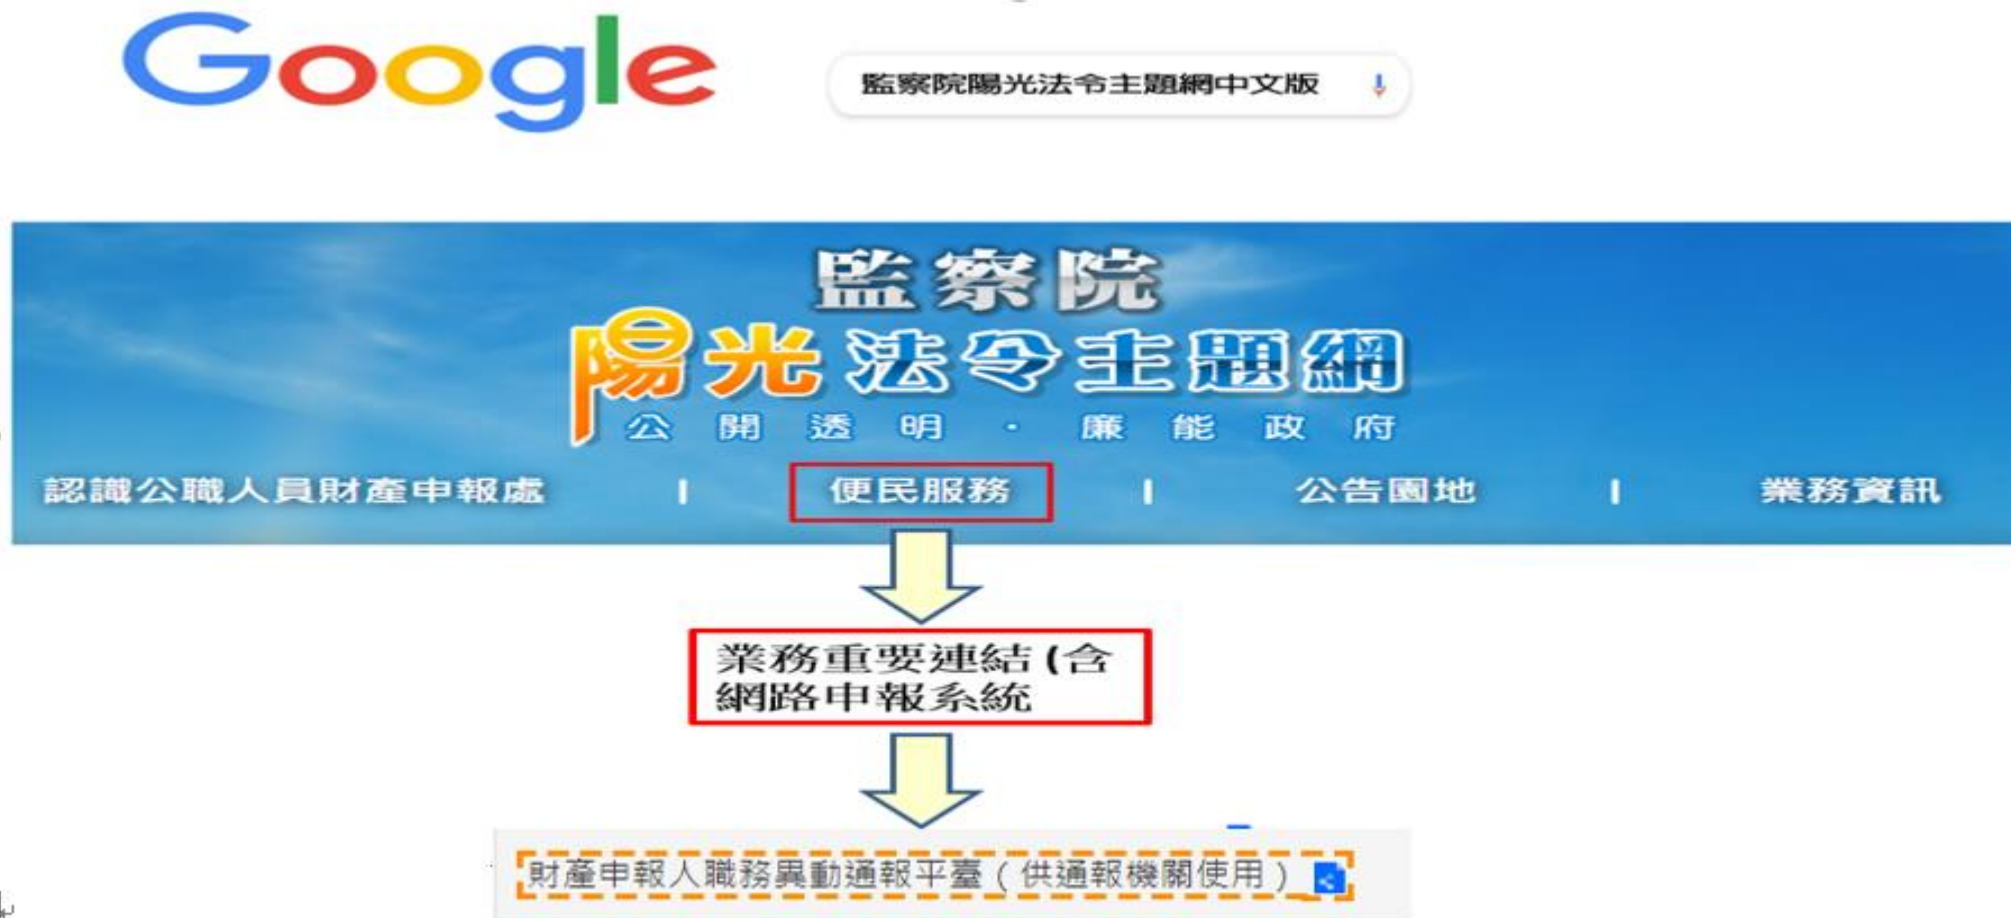 Google
監察院陽光法令主題網中文版
監察院
陽光法令主題網
公開透明・廉能政府
認識公職人員財產申報處 | 便民服務 | 公告園地 | 業務資訊
業務重要連結(含
網路申報系統
財產申報人職務異動通報平臺(供通報機關使用)